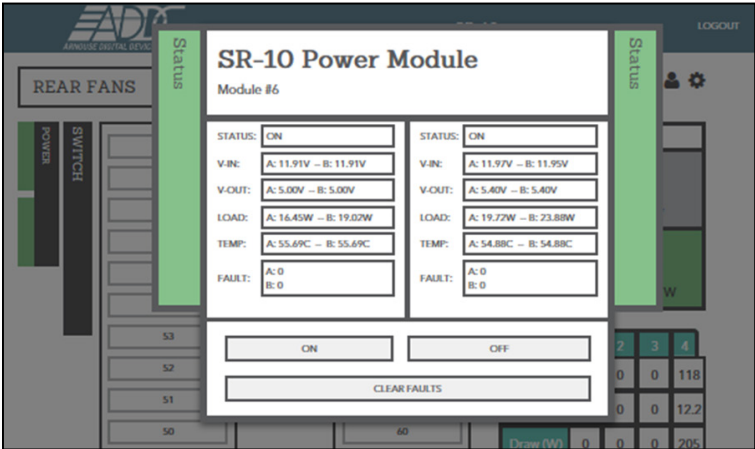 ADDC
ARNOUSE DIGITAL DEVIC
LOGOUT
REAR FANS
POWER
SWITCH
Status
SR-10 Power Module
Module #6
Status
STATUS: ON
V-IN: A: 11.91V -- B: 11.91V
V-OUT: A: 5.00V -- B: 5.00V
LOAD: A: 16.45W -- B: 19.02W
TEMP: A: 55.69C -- B: 55.69C
FAULT: A: 0
B: 0
STATUS: ON
V-IN: A: 11.97V -- B: 11.95V
V-OUT: A: 5.40V -- B: 5.40V
LOAD: A: 19.72W -- B: 23.88W
TEMP: A: 54.88C -- B: 54.88C
FAULT: A: 0
B: 0
ON
OFF
CLEAR FAULTS
W
53
52
51
50
60
2 3 4
0 0 118
0 0 12.2
Draw (W) 0 0 0 205